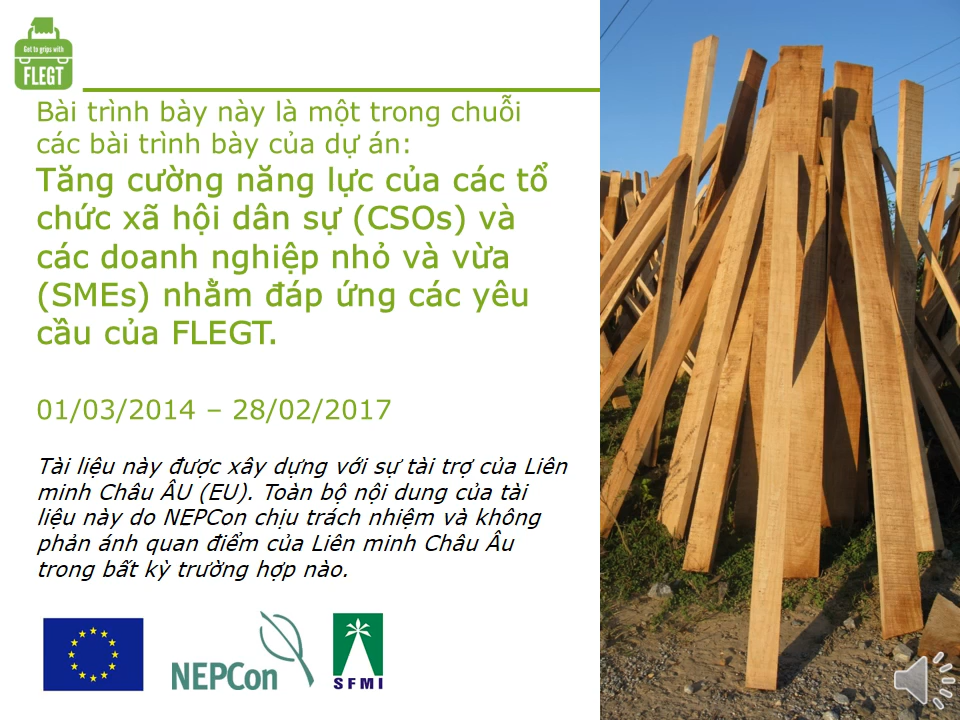 Get to grips with
FLEGT
Bài trình bày này là một trong chuỗi
các bài trình bày của dự án:
Tăng cường năng lực của các tổ
chức xã hội dân sự (CSOs) và
các doanh nghiệp nhỏ và vừa
(SMEs) nhằm đáp ứng các yêu
cầu của FLEGT.
01/03/2014 – 28/02/2017
Tài liệu này được xây dựng với sự tài trợ của Liên
minh Châu ÂU (EU). Toàn bộ nội dung của tài
liệu này do NEPCon chịu trách nhiệm và không
phản ánh quan điểm của Liên minh Châu Âu
trong bất kỳ trường hợp nào.
NEPCon
SFMI